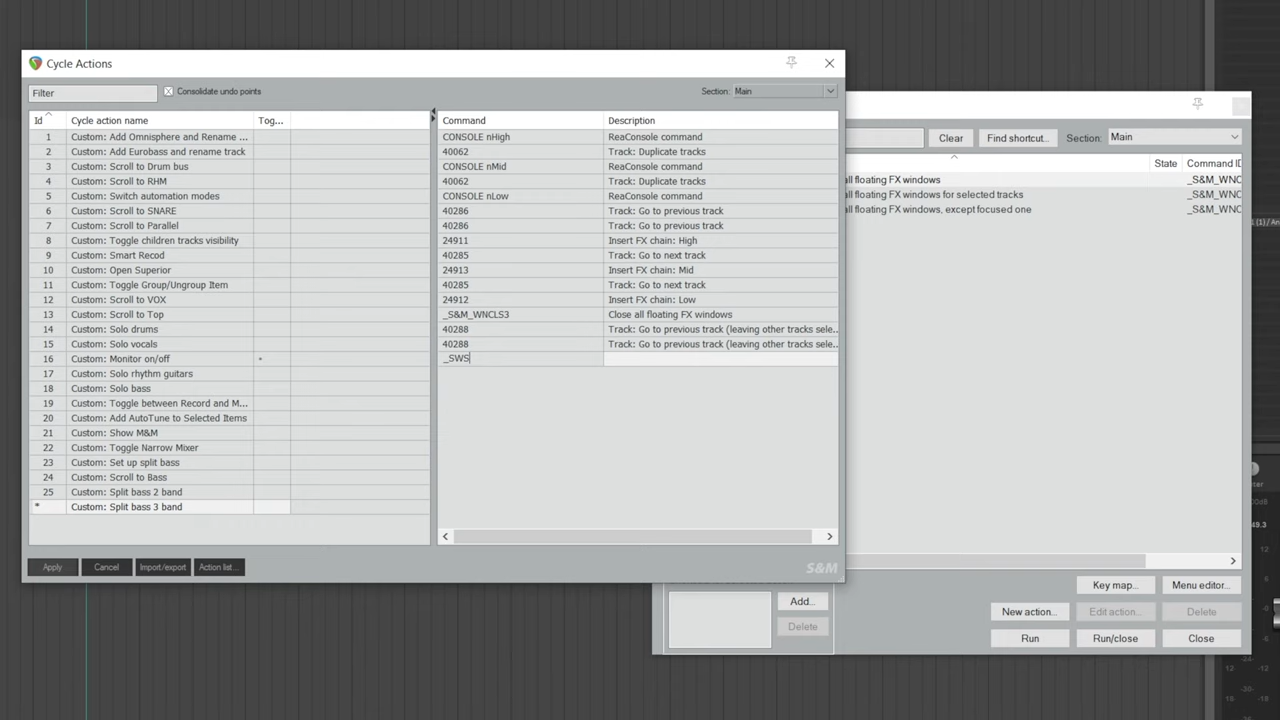 Cycle Actions
Filter
Consolidate undo points
Section: Main
Id Cycle action name Tog...
1 Custom: Add Omnisphere and Rename ...
2 Custom: Add Eurobass and rename track
3 Custom: Scroll to Drum bus
4 Custom: Scroll to RHM
5 Custom: Switch automation modes
6 Custom: Scroll to SNARE
7 Custom: Scroll to Parallel
8 Custom: Toggle children tracks visibility
9 Custom: Smart Recod
10 Custom: Open Superior
11 Custom: Toggle Group/Ungroup Item
12 Custom: Scroll to VOX
13 Custom: Scroll to Top
14 Custom: Solo drums
15 Custom: Solo vocals
16 Custom: Monitor on/off •
17 Custom: Solo rhythm guitars
18 Custom: Solo bass
19 Custom: Toggle between Record and M...
20 Custom: Add AutoTune to Selected Items
21 Custom: Show M&M
22 Custom: Toggle Narrow Mixer
23 Custom: Set up split bass
24 Custom: Scroll to Bass
25 Custom: Split bass 2 band
* Custom: Split bass 3 band
Command Description
CONSOLE nHigh ReaConsole command
40062 Track: Duplicate tracks
CONSOLE nMid ReaConsole command
40062 Track: Duplicate tracks
CONSOLE nLow ReaConsole command
40286 Track: Go to previous track
40286 Track: Go to previous track
24911 Insert FX chain: High
40285 Track: Go to next track
24913 Insert FX chain: Mid
40285 Track: Go to next track
24912 Insert FX chain: Low
_S&M_WNCLS3 Close all floating FX windows
40288 Track: Go to previous track (leaving other tracks sele...
40288 Track: Go to previous track (leaving other tracks sele...
_SWS
Apply
Cancel
Import/export
Action list...
S&M
Clear
Find shortcut...
Section: Main
State Command ID
all floating FX windows _S&M_WNC
all floating FX windows for selected tracks _S&M_WNC
all floating FX windows, except focused one _S&M_WNC
Add...
Delete
Key map...
Menu editor...
New action...
Edit action...
Delete
Run
Run/close
Close
49.3